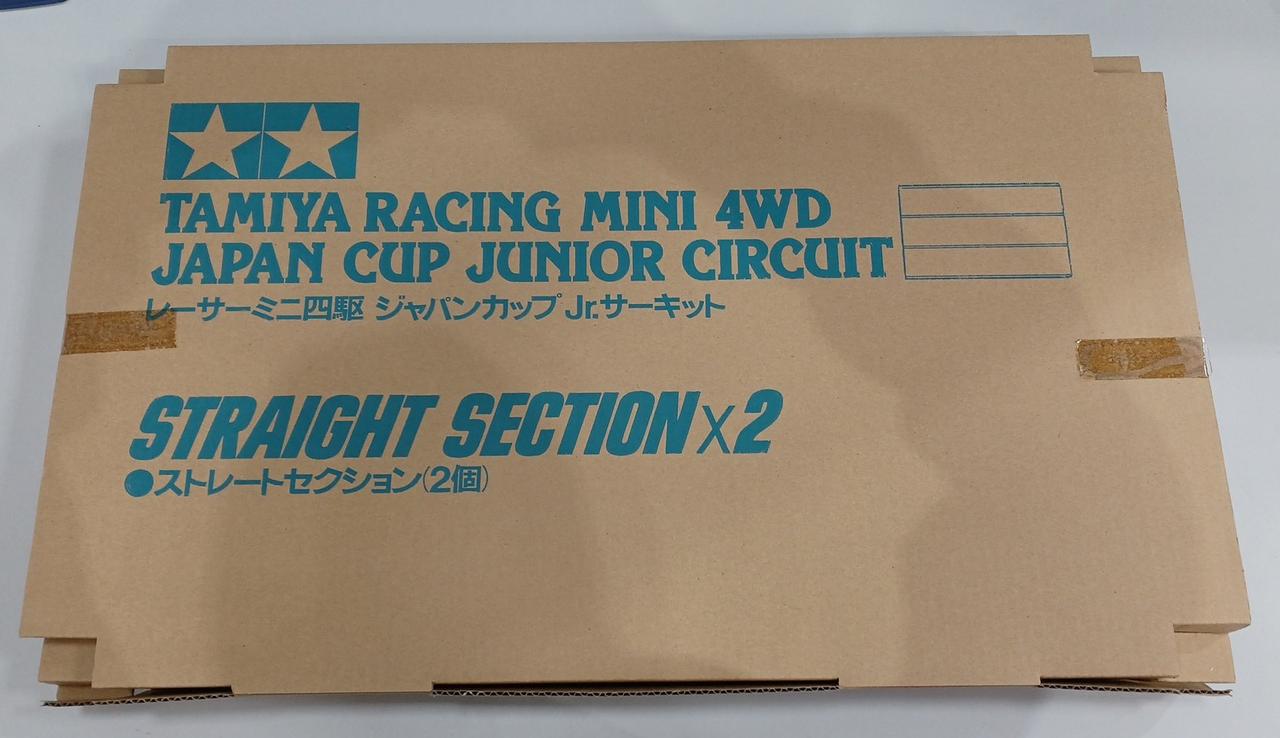 TAMIYA RACING MINI 4WD
JAPAN CUP JUNIOR CIRCUIT
レーサーミニ四駆 ジャパンカップ Jr.サーキット
STRAIGHT SECTION×2
●ストレートセクション(2個)